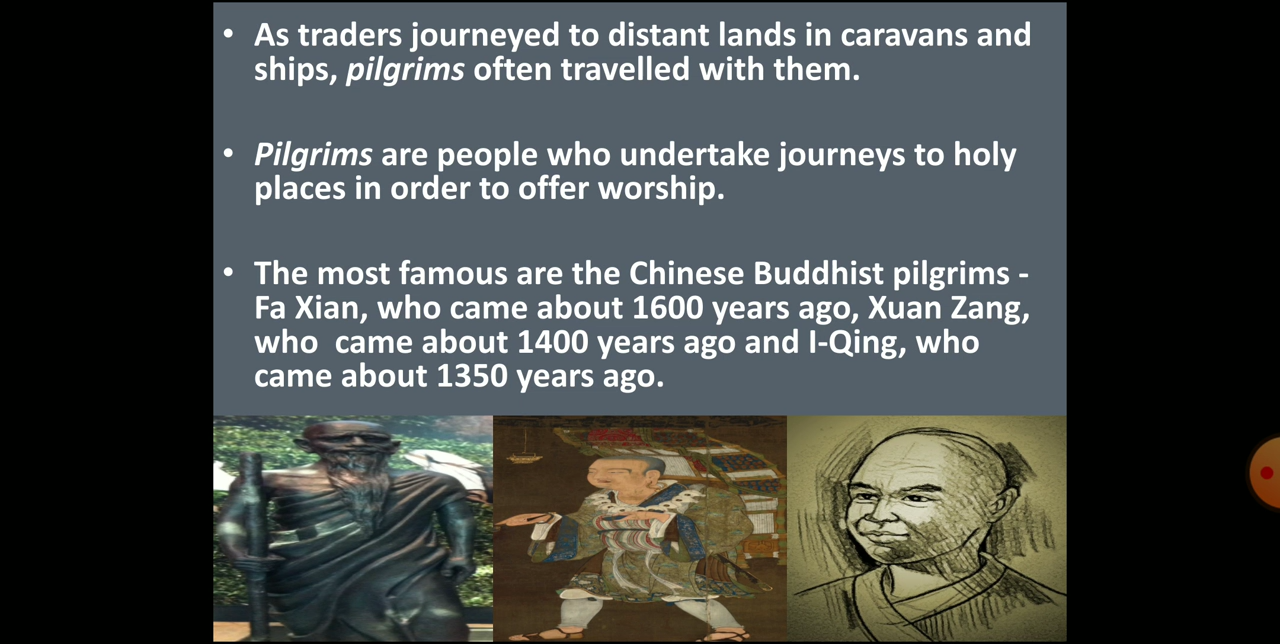 • As traders journeyed to distant lands in caravans and
ships, pilgrims often travelled with them.
• Pilgrims are people who undertake journeys to holy
places in order to offer worship.
• The most famous are the Chinese Buddhist pilgrims -
Fa Xian, who came about 1600 years ago, Xuan Zang,
who  came about 1400 years ago and I-Qing, who
came about 1350 years ago.